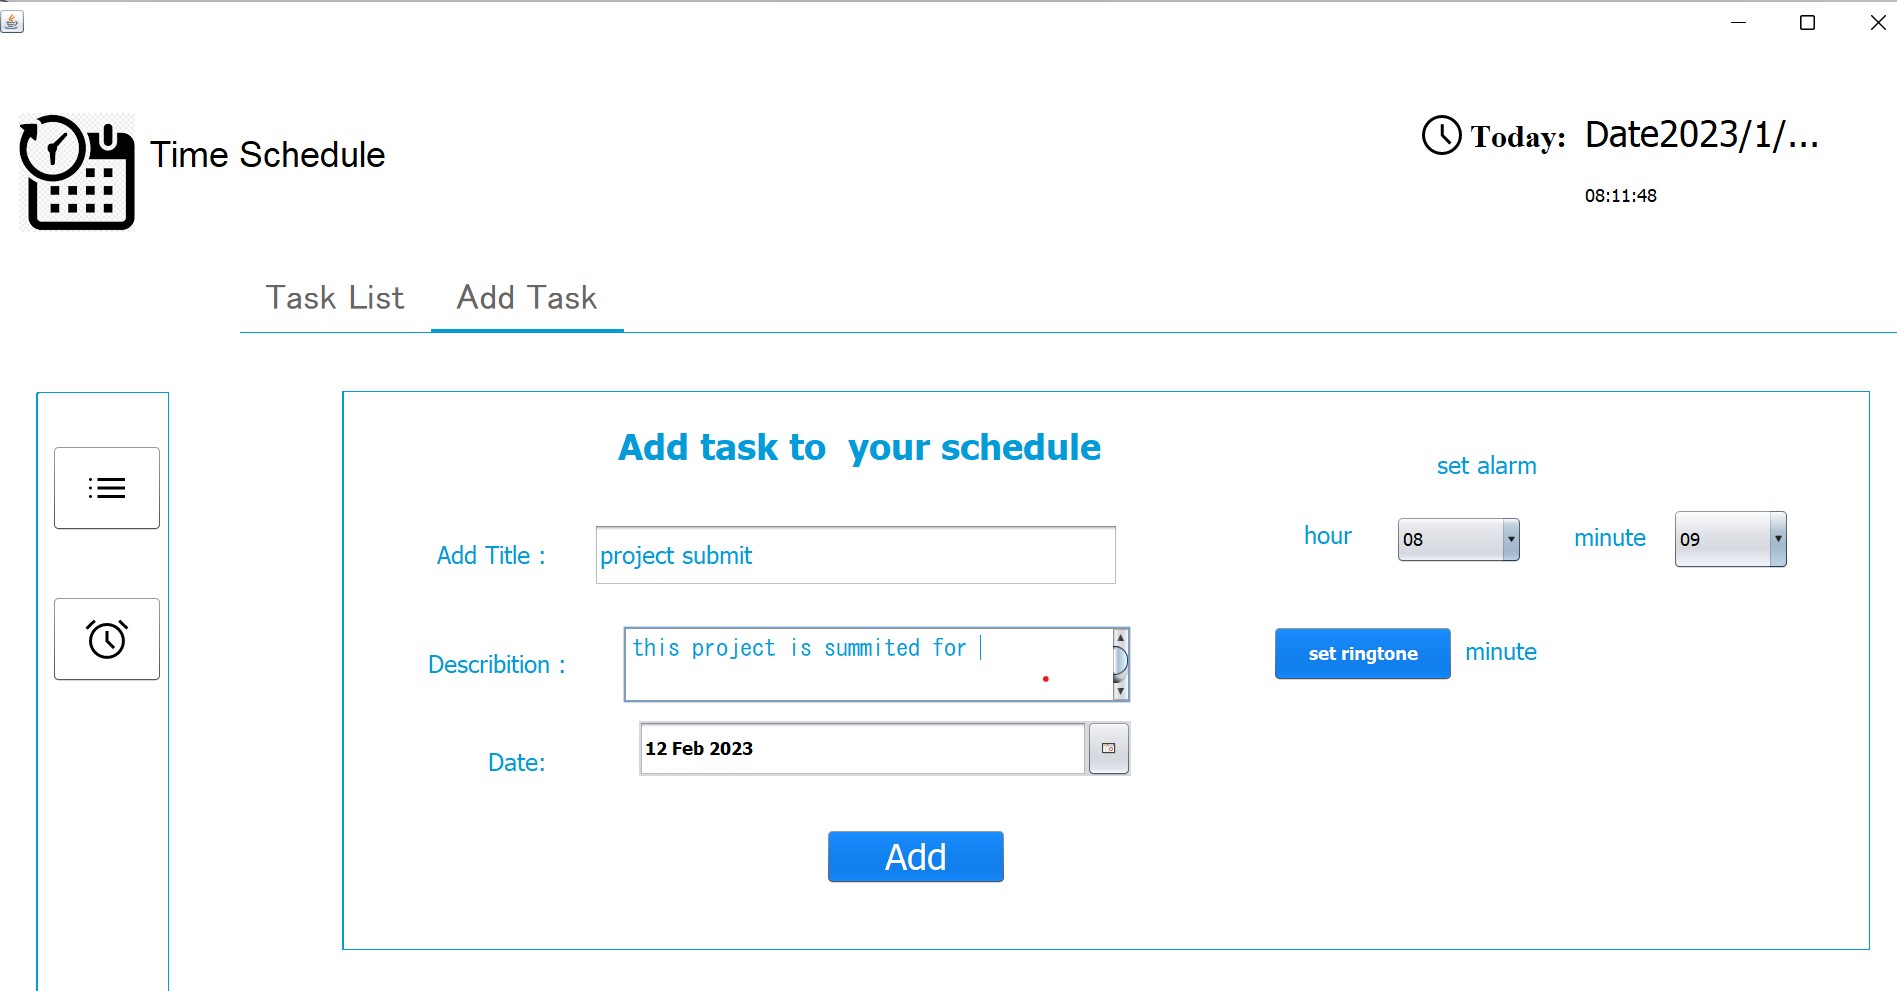 Time Schedule
Today: Date2023/1/...
08:11:48
Task List Add Task
Add task to  your schedule
set alarm
hour 08 minute 09
Add Title : project submit
Describition : this project is summited for
set ringtone minute
Date: 12 Feb 2023
Add